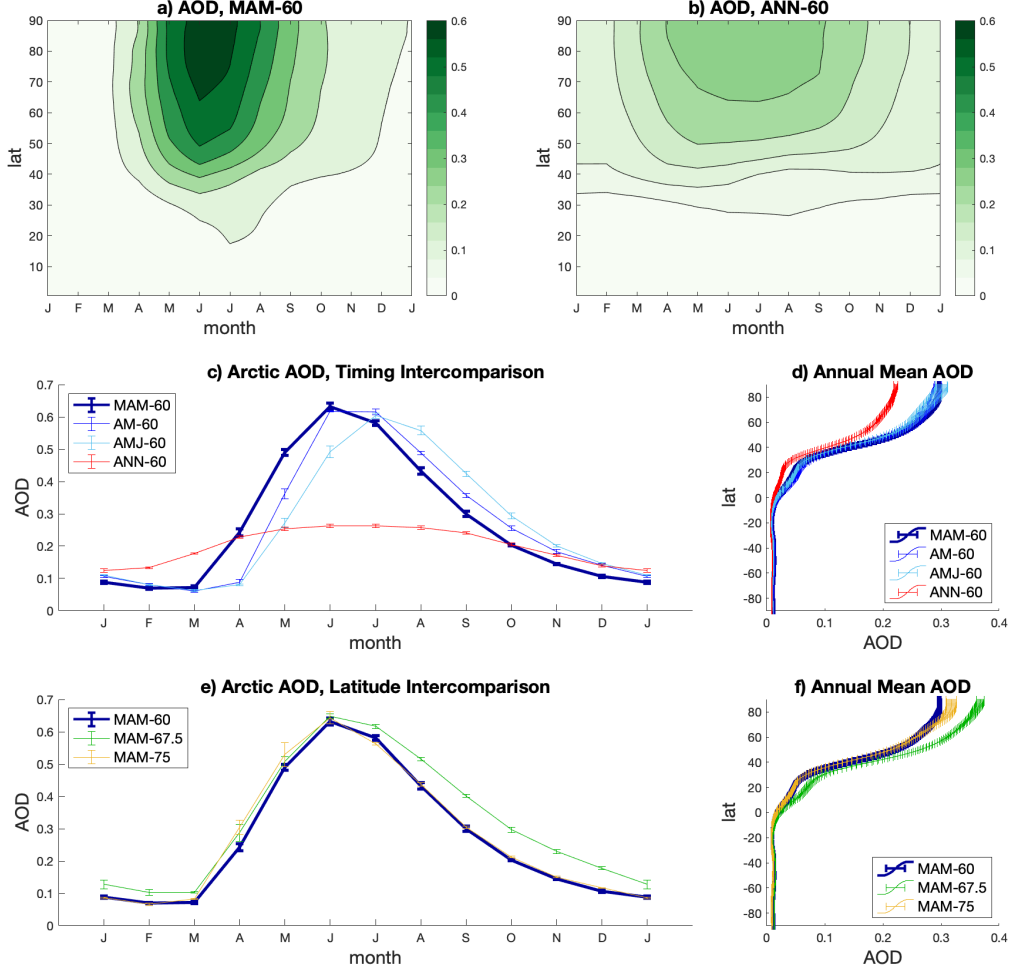 a) AOD, MAM-60
90
80
70
60
50
40
30
20
10
lat
J F M A M J J A S O N D J
month
0.6
0.5
0.4
0.3
0.2
0.1
0
b) AOD, ANN-60
90
80
70
60
50
40
30
20
10
lat
J F M A M J J A S O N D J
month
0.6
0.5
0.4
0.3
0.2
0.1
0
c) Arctic AOD, Timing Intercomparison
0.7
0.6
0.5
0.4
0.3
0.2
0.1
0
AOD
MAM-60
AM-60
AMJ-60
ANN-60
J F M A M J J A S O N D J
month
d) Annual Mean AOD
80
60
40
20
0
-20
-40
-60
-80
lat
MAM-60
AM-60
AMJ-60
ANN-60
0 0.1 0.2 0.3 0.4
AOD
e) Arctic AOD, Latitude Intercomparison
0.7
0.6
0.5
0.4
0.3
0.2
0.1
0
AOD
MAM-60
MAM-67.5
MAM-75
J F M A M J J A S O N D J
month
f) Annual Mean AOD
80
60
40
20
0
-20
-40
-60
-80
lat
MAM-60
MAM-67.5
MAM-75
0 0.1 0.2 0.3 0.4
AOD